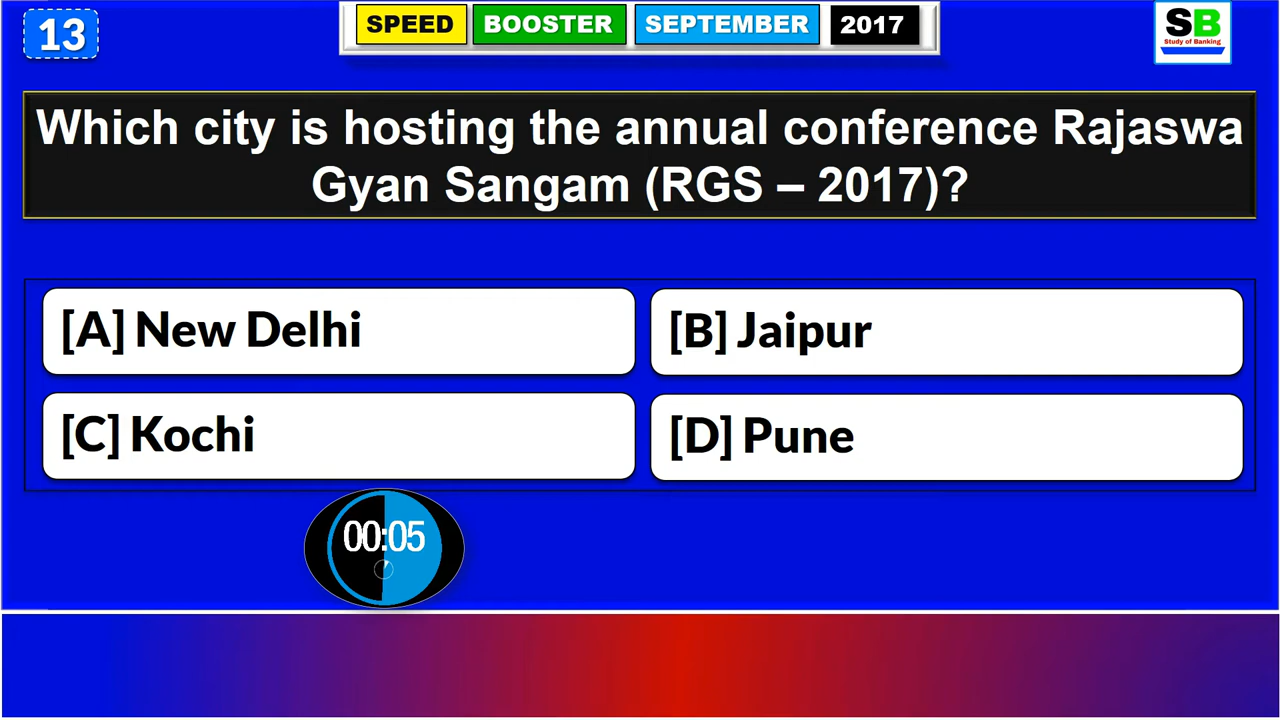 13
SPEED BOOSTER SEPTEMBER 2017
SB
Study of Banking
Which city is hosting the annual conference Rajaswa
Gyan Sangam (RGS – 2017)?
[A] New Delhi
[B] Jaipur
[C] Kochi
[D] Pune
00:05